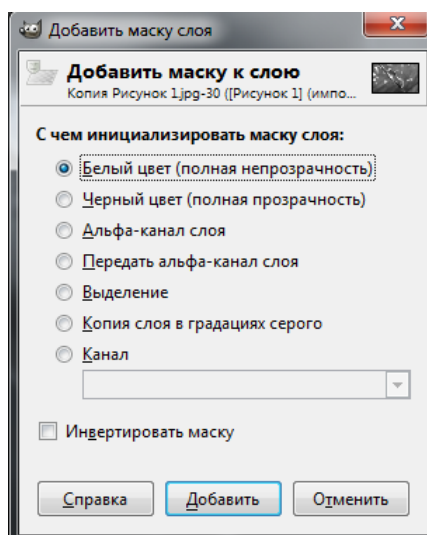 Добавить маску слоя
Добавить маску к слою
Копия Рисунок 1.jpg-30 ([Рисунок 1] (импо...
С чем инициализировать маску слоя:
Белый цвет (полная непрозрачность)
Черный цвет (полная прозрачность)
Альфа-канал слоя
Передать альфа-канал слоя
Выделение
Копия слоя в градациях серого
Канал
Инвертировать маску
Справка Добавить Отменить